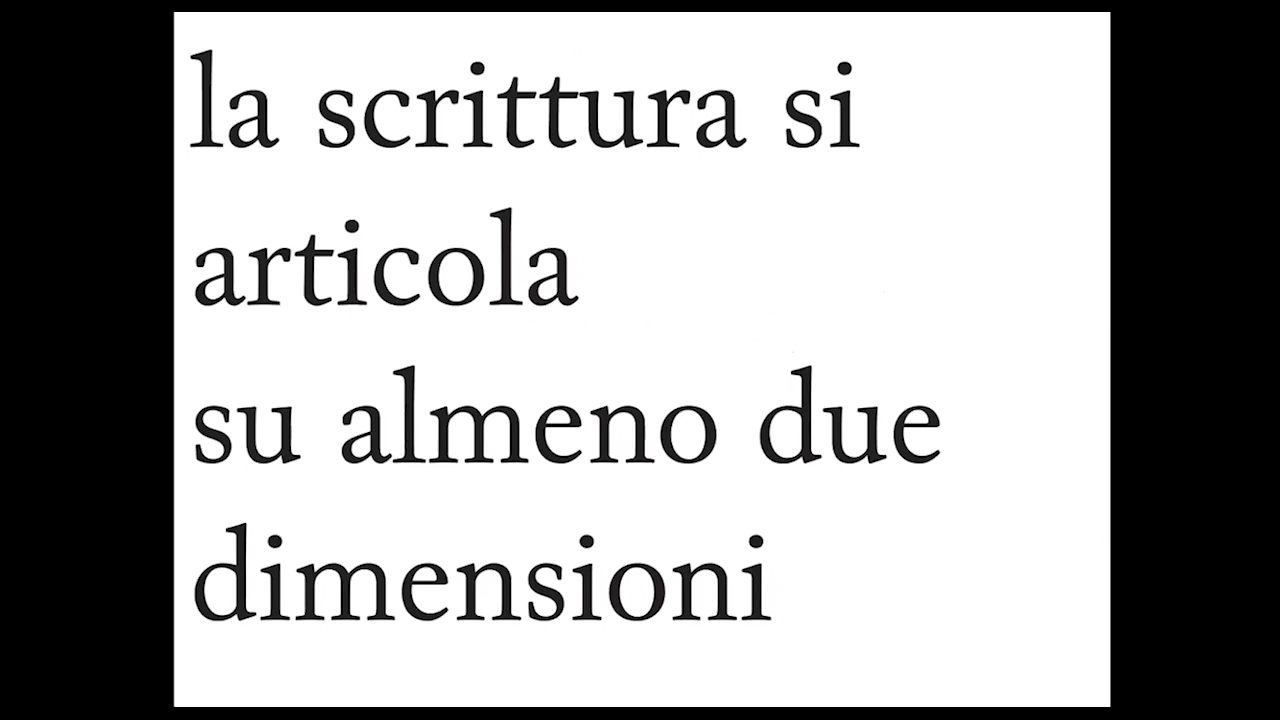 la scrittura si
articola
su almeno due
dimensioni